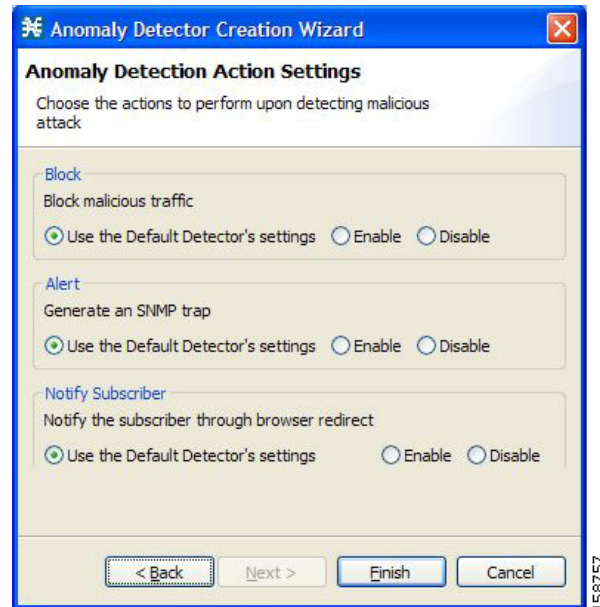 Anomaly Detector Creation Wizard
Anomaly Detection Action Settings
Choose the actions to perform upon detecting malicious
attack
Block
Block malicious traffic
Use the Default Detector's settings Enable Disable
Alert
Generate an SNMP trap
Use the Default Detector's settings Enable Disable
Notify Subscriber
Notify the subscriber through browser redirect
Use the Default Detector's settings Enable Disable
< Back Next > Finish Cancel
58757